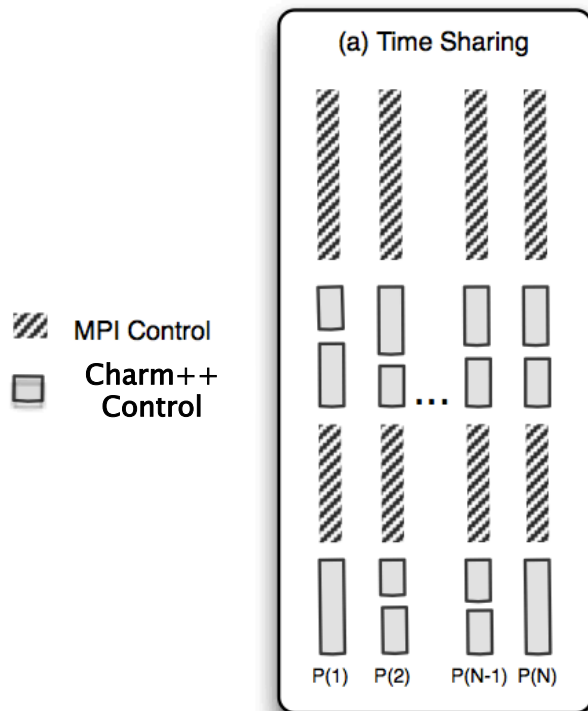 (a) Time Sharing
MPI Control
Charm++
Control
...
P(1) P(2) P(N-1) P(N)